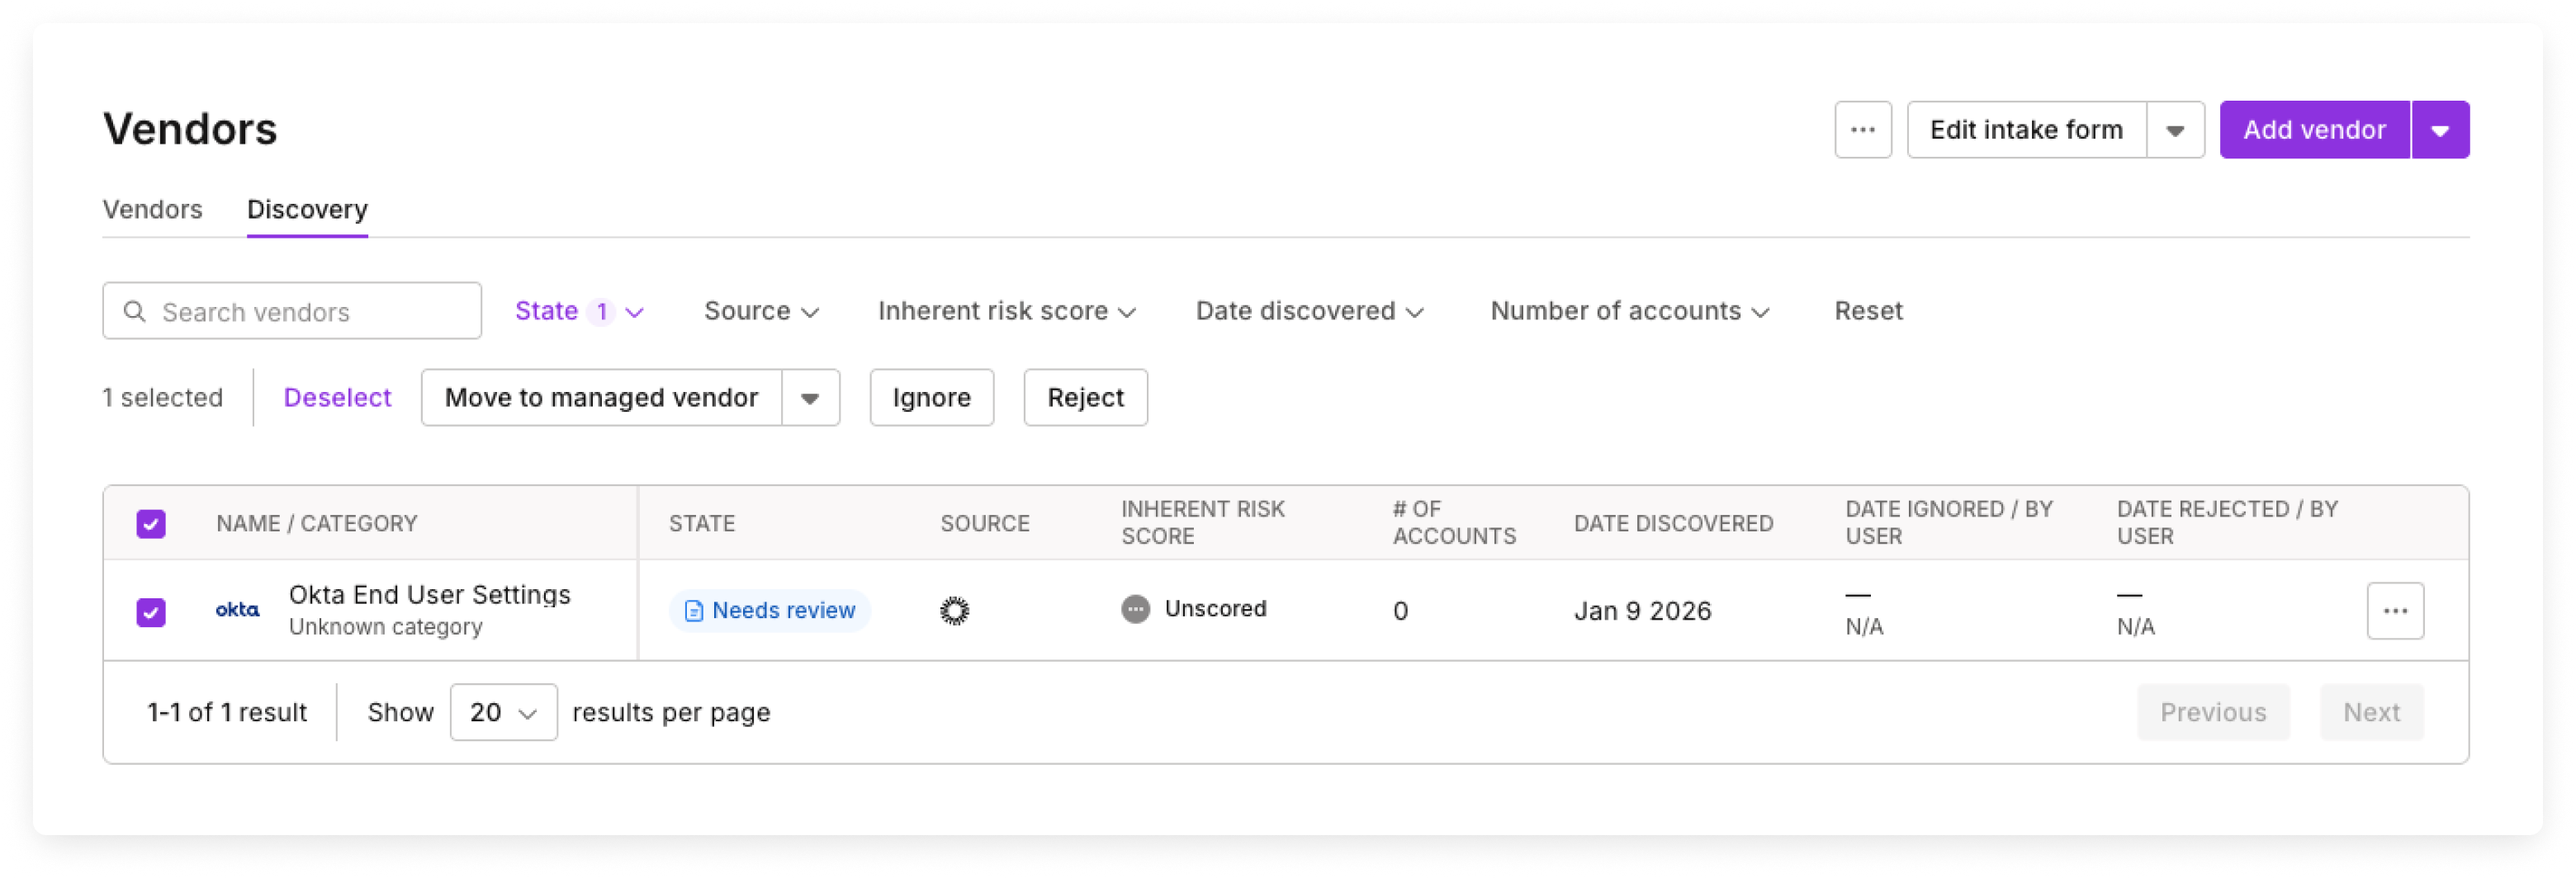 Vendors
Edit intake form
Add vendor
Vendors
Discovery
Search vendors
State 1
Source
Inherent risk score
Date discovered
Number of accounts
Reset
1 selected
Deselect
Move to managed vendor
Ignore
Reject
NAME / CATEGORY
STATE
SOURCE
INHERENT RISK
SCORE
# OF
ACCOUNTS
DATE DISCOVERED
DATE IGNORED / BY
USER
DATE REJECTED / BY
USER
okta
Okta End User Settings
Unknown category
Needs review
Unscored
0
Jan 9 2026
—
N/A
—
N/A
1-1 of 1 result
Show
20
results per page
Previous
Next